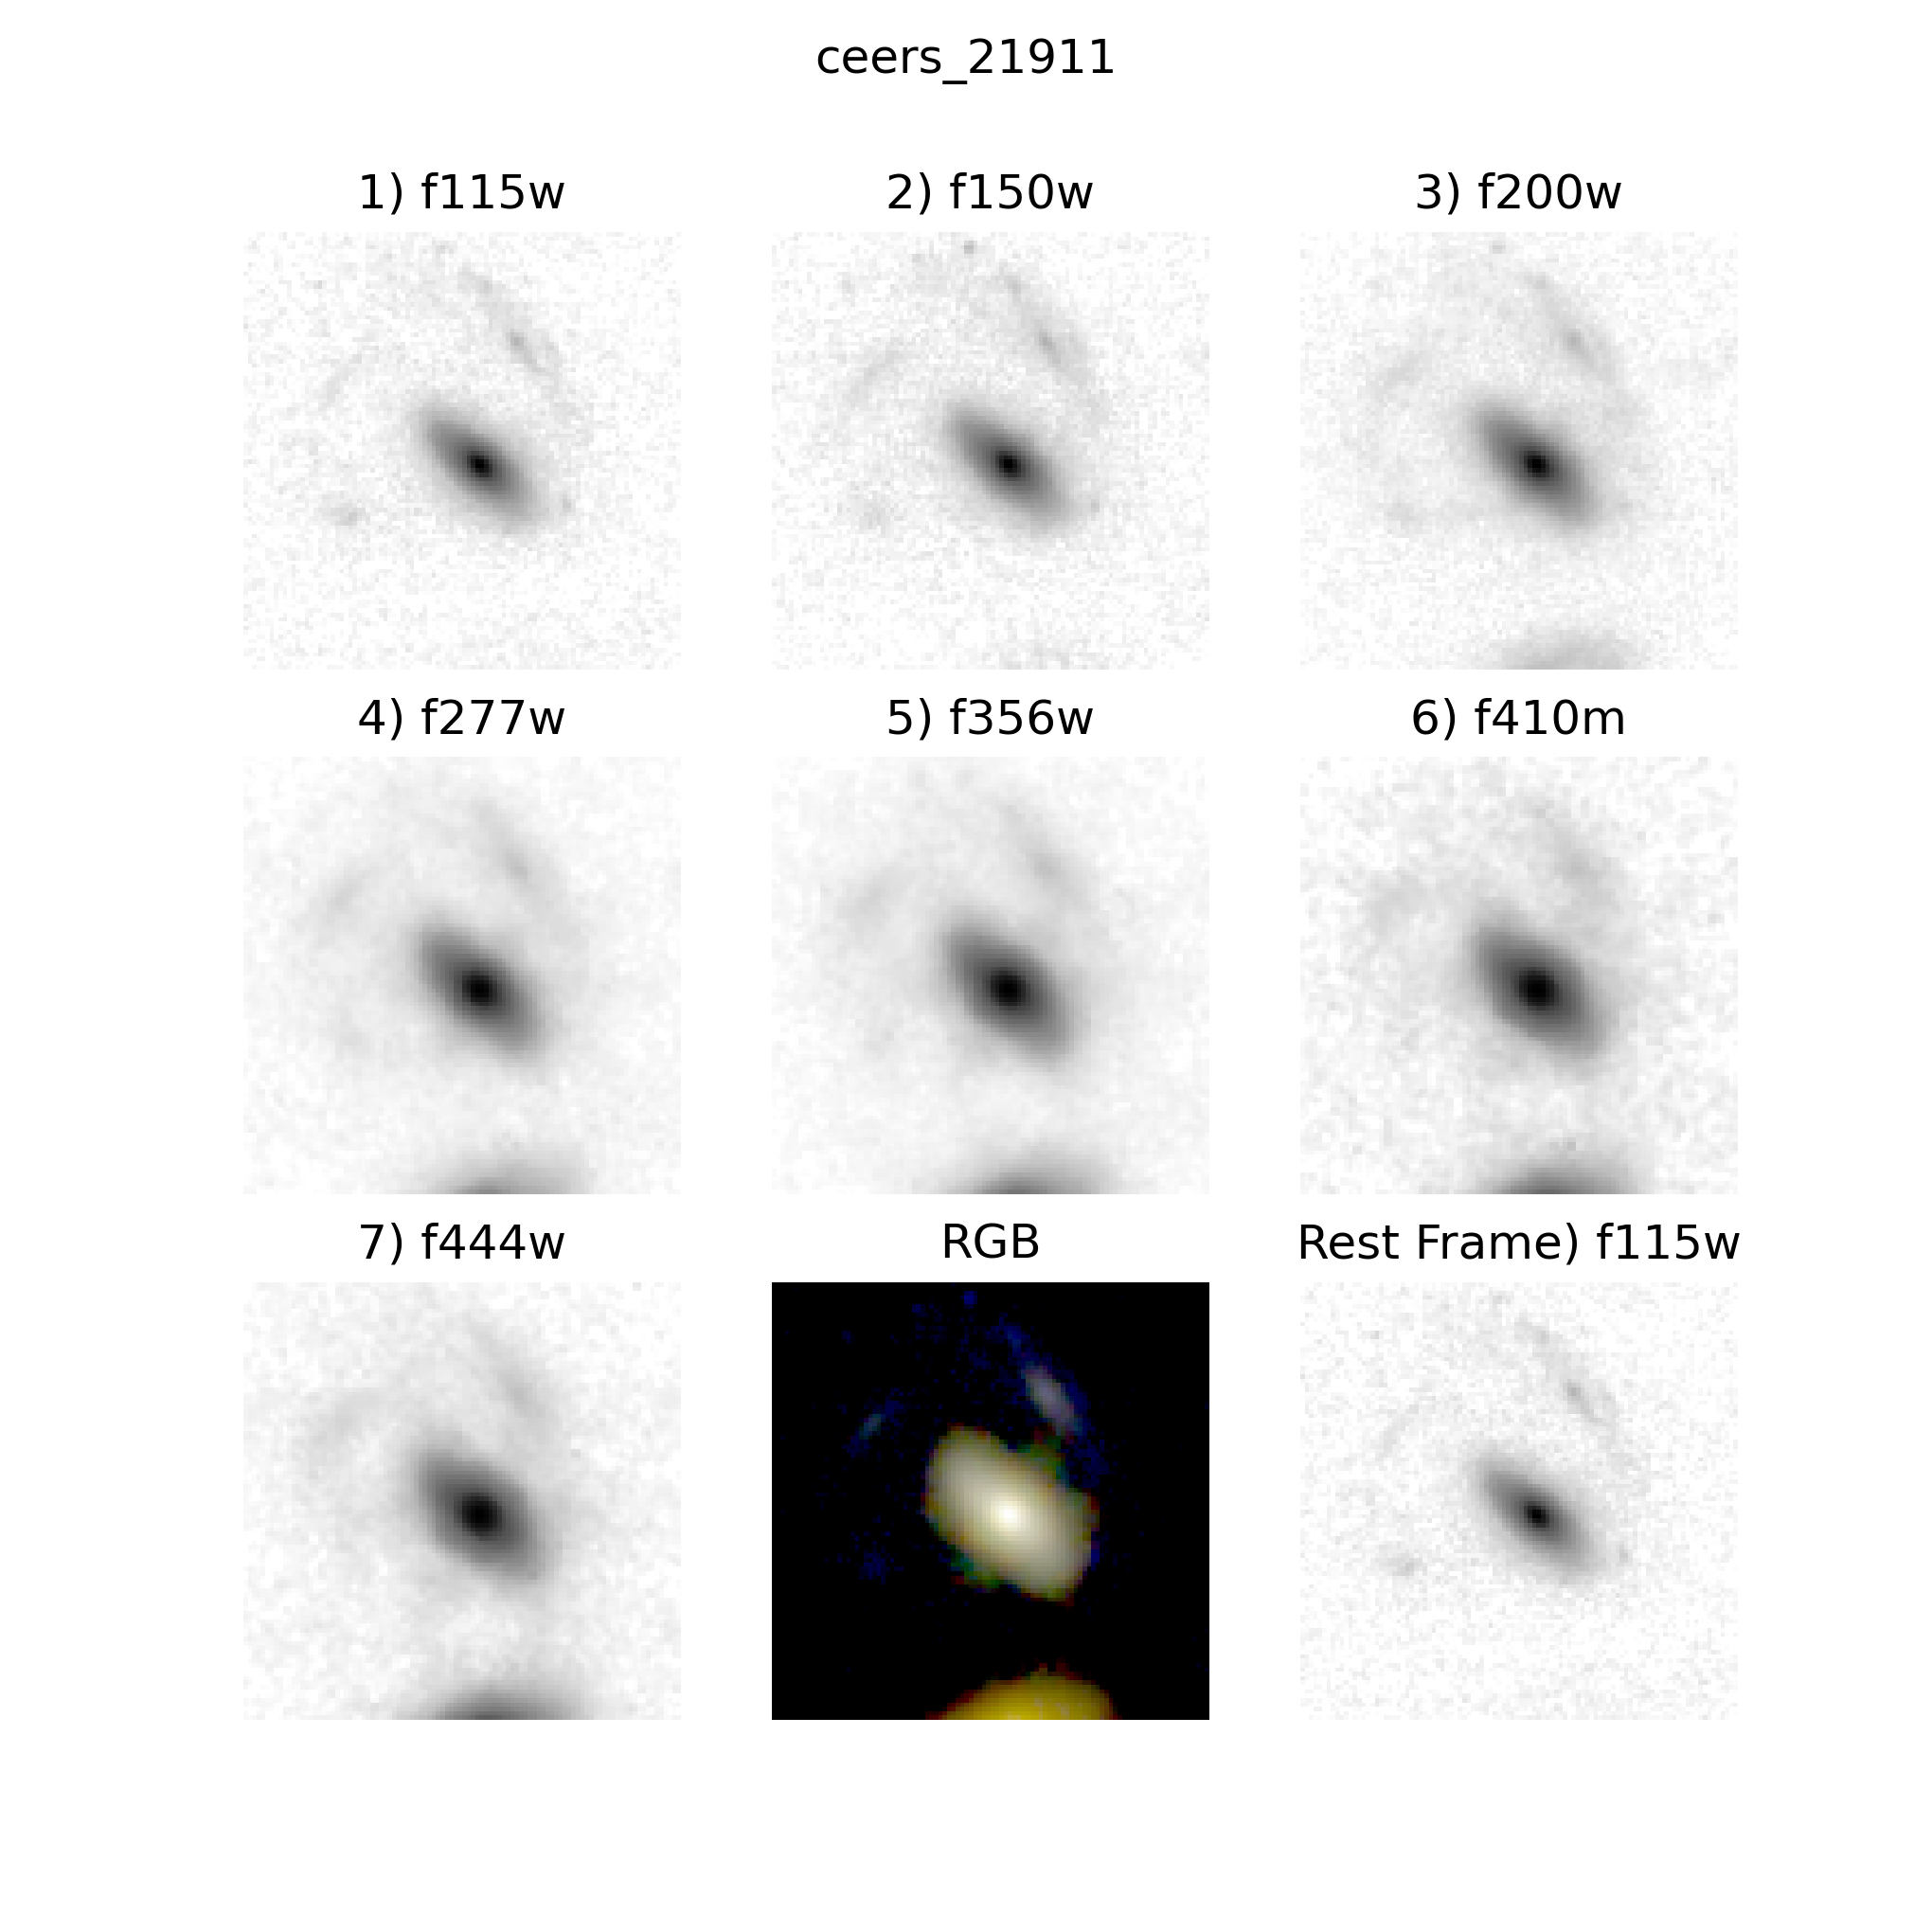 ceers_21911
1) f115w
2) f150w
3) f200w
4) f277w
5) f356w
6) f410m
7) f444w
RGB
Rest Frame) f115w